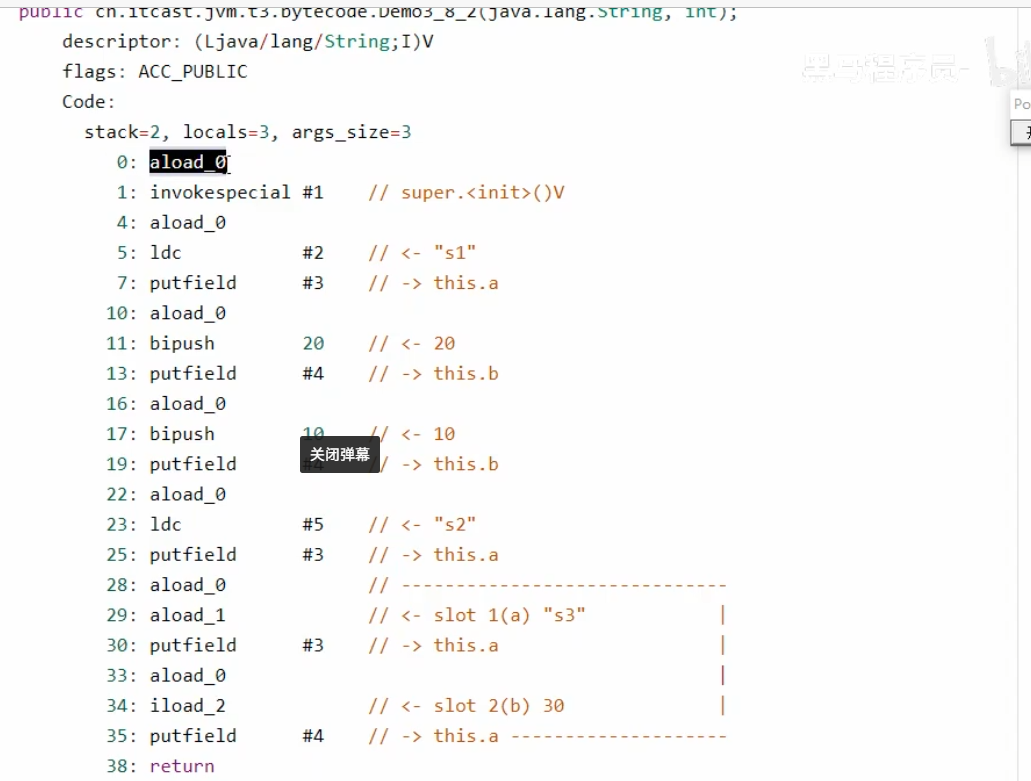 public cn.itcast.jvm.t3.bytecode.Demo3_8_2(java.lang.String, int);
descriptor: (Ljava/lang/String;I)V
flags: ACC_PUBLIC
Code:
stack=2, locals=3, args_size=3
0: aload_0
1: invokespecial #1 // super.<init>()V
4: aload_0
5: ldc #2 // <- "s1"
7: putfield #3 // -> this.a
10: aload_0
11: bipush 20 // <- 20
13: putfield #4 // -> this.b
16: aload_0
17: bipush 10 // <- 10
关闭弹幕
19: putfield #4 // -> this.b
22: aload_0
23: ldc #5 // <- "s2"
25: putfield #3 // -> this.a
28: aload_0 // ------------------------------
29: aload_1 // <- slot 1(a) "s3" |
30: putfield #3 // -> this.a |
33: aload_0 |
34: iload_2 // <- slot 2(b) 30 |
35: putfield #4 // -> this.a --------------------
38: return
黑马程序员-
Po